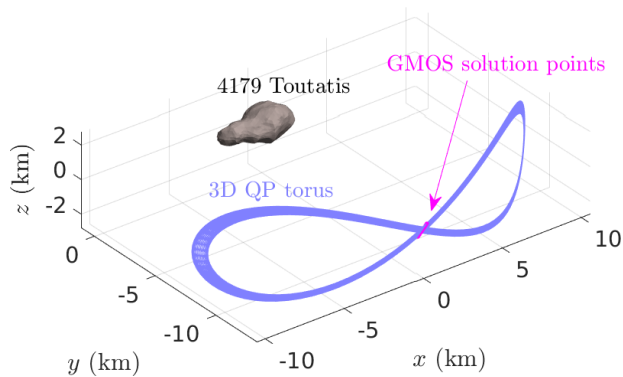 GMOS solution points
4179 Toutatis
3D QP torus
2
0
-2
z (km)
0
-5
-10
y (km)
-10
-5
0
5
10
x (km)